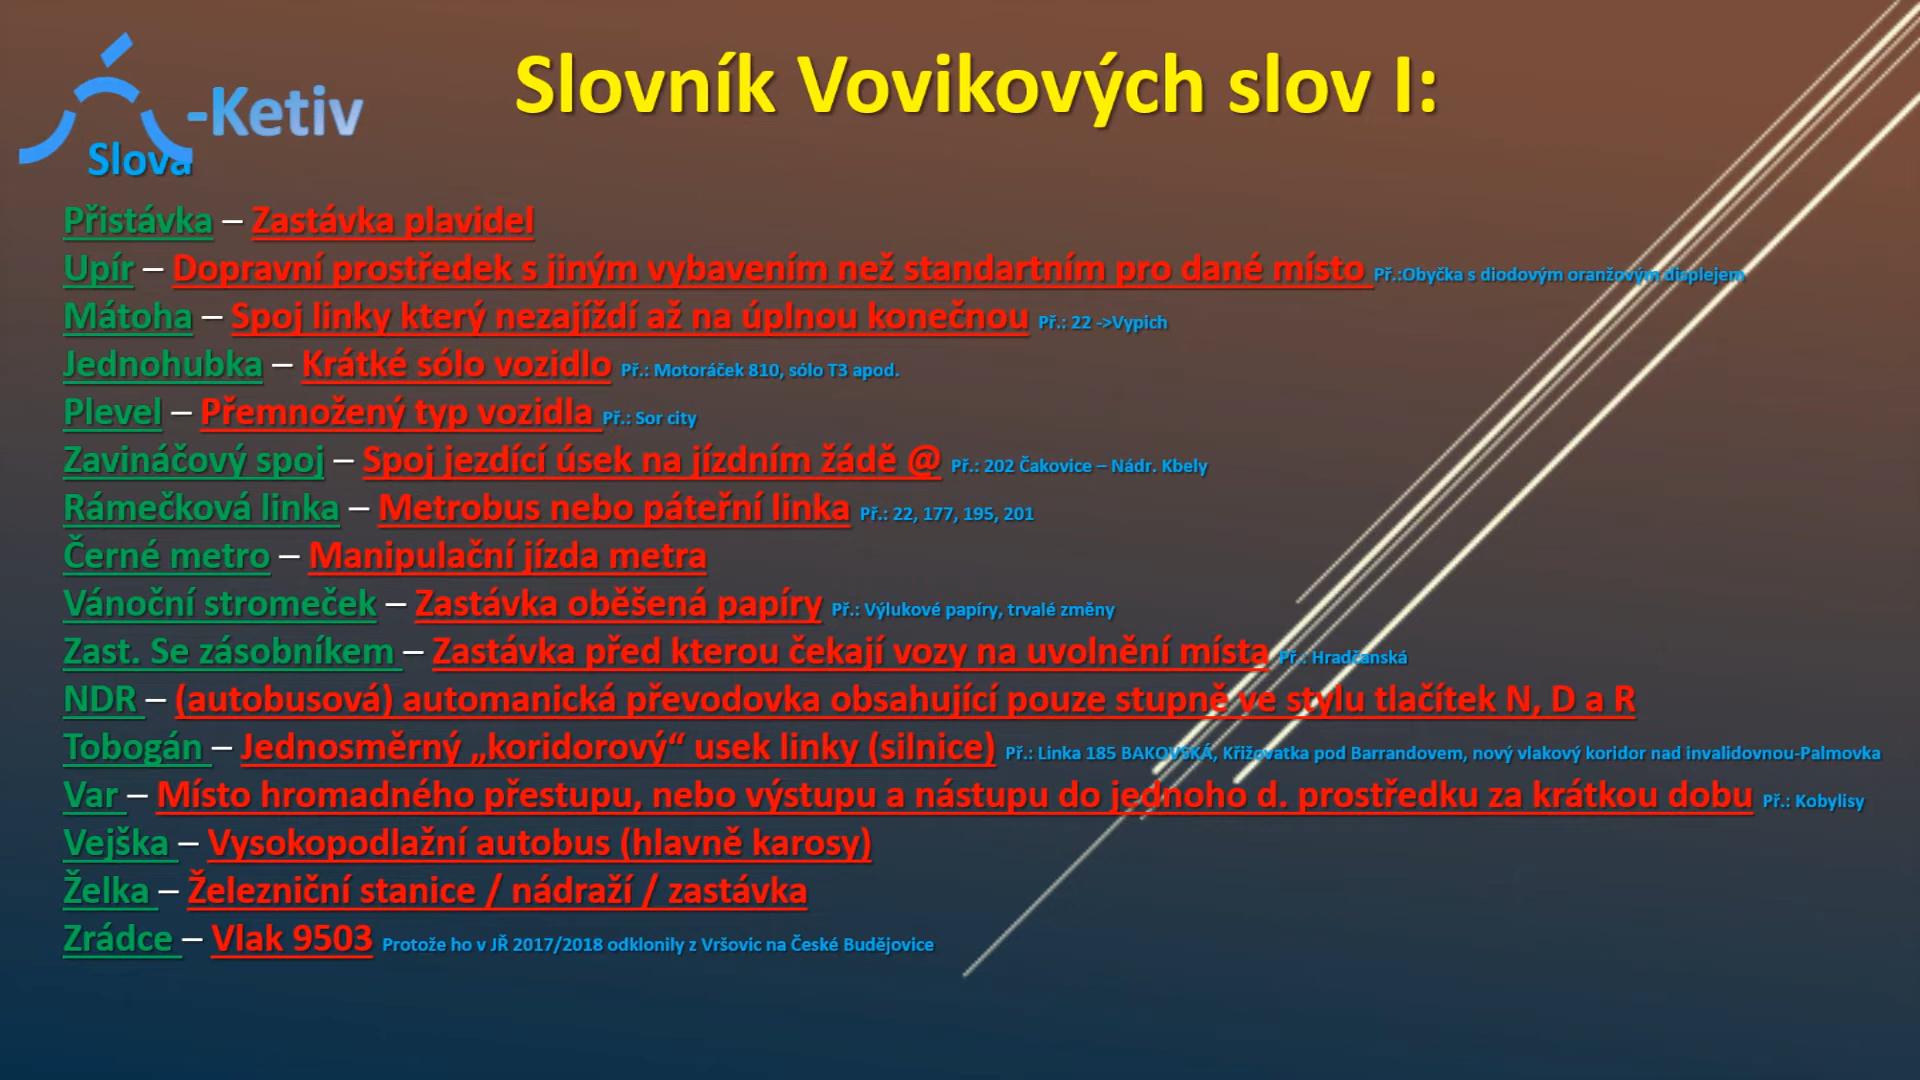 Slovník Vovikových slov I:
-Ketiv
Slova
Přistávka – Zastávka plavidel
Upír – Dopravní prostředek s jiným vybavením než standartním pro dané místo Př.:Obyčka s diodovým oranžovým displejem
Mátoha – Spoj linky který nezajíždí až na úplnou konečnou Př.: 22 ->Vypich
Jednohubka – Krátké sólo vozidlo Př.: Motoráček 810, sólo T3 apod.
Plevel – Přemnožený typ vozidla Př.: Sor city
Zavináčový spoj – Spoj jezdící úsek na jízdním žádě @ Př.: 202 Čakovice – Nádr. Kbely
Rámečková linka – Metrobus nebo páteřní linka Př.: 22, 177, 195, 201
Černé metro – Manipulační jízda metra
Vánoční stromeček – Zastávka oběšená papíry Př.: Výlukové papíry, trvalé změny
Zast. Se zásobníkem – Zastávka před kterou čekají vozy na uvolnění místa Př.: Hradčanská
NDR – (autobusová) automanická převodovka obsahující pouze stupně ve stylu tlačítek N, D a R
Tobogán – Jednosměrný „koridorový“ usek linky (silnice) Př.: Linka 185 BAKOVSKÁ, Křižovatka pod Barrandovem, nový vlakový koridor nad invalidovnou-Palmovka
Var – Místo hromadného přestupu, nebo výstupu a nástupu do jednoho d. prostředku za krátkou dobu Př.: Kobylisy
Vejška – Vysokopodlažní autobus (hlavně karosy)
Želka – Železniční stanice / nádraží / zastávka
Zrádce – Vlak 9503 Protože ho v JŘ 2017/2018 odklonily z Vršovic na České Budějovice